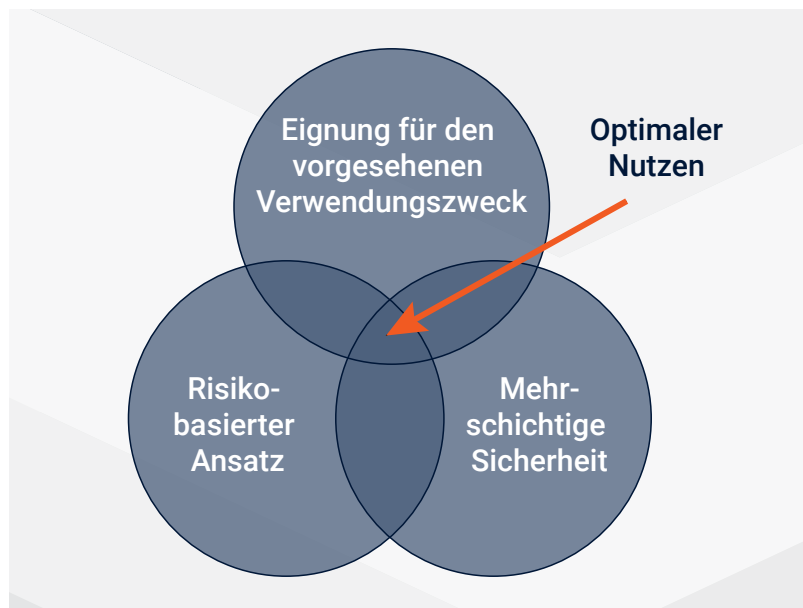 Eignung für den
vorgesehenen
Verwendungszweck
Optimaler
Nutzen
Risiko-
basierter
Ansatz
Mehr-
schichtige
Sicherheit